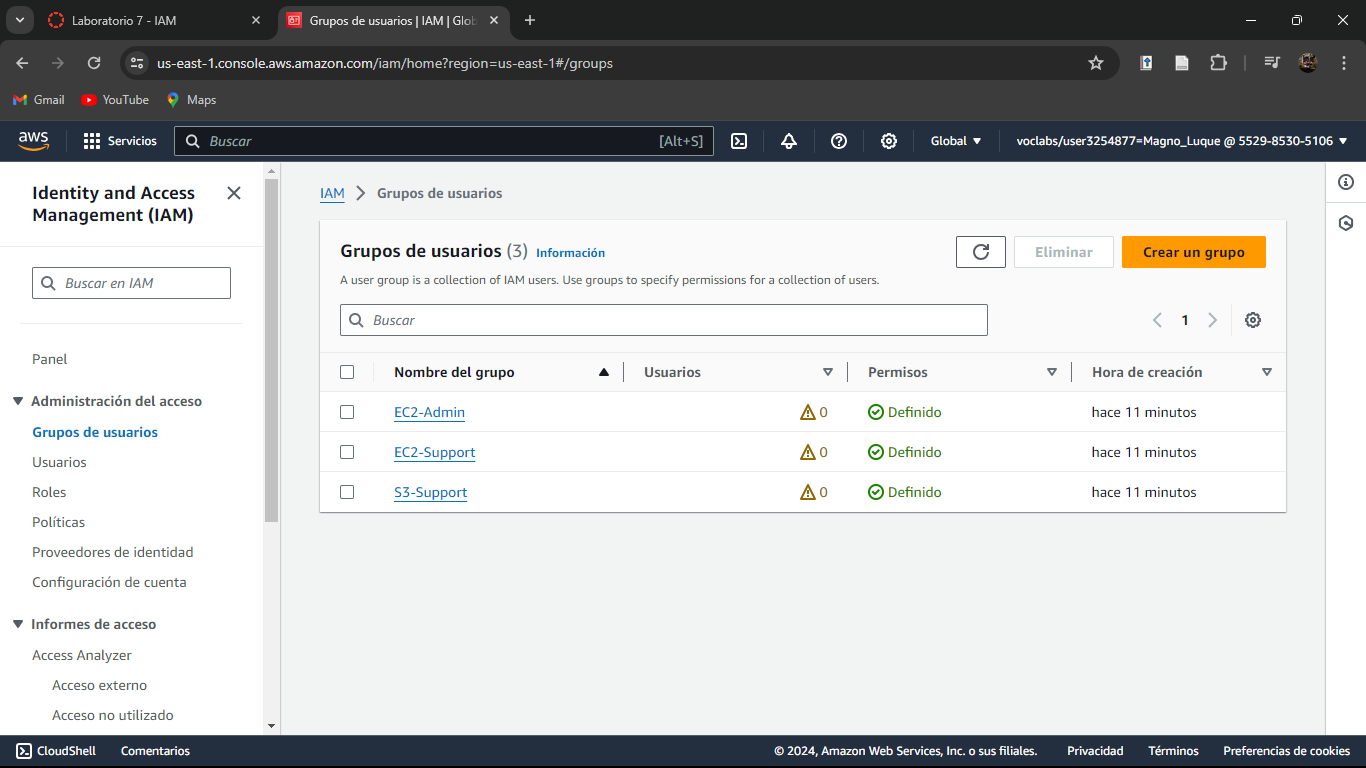 Laboratorio 7 - IAM
Grupos de usuarios | IAM | Glob
us-east-1.console.aws.amazon.com/iam/home?region=us-east-1#/groups
Gmail
YouTube
Maps
aws
Servicios
Buscar
[Alt+S]
Global
voclabs/user3254877=Magno_Luque @ 5529-8530-5106
Identity and Access
Management (IAM)
Buscar en IAM
Panel
Administración del acceso
Grupos de usuarios
Usuarios
Roles
Políticas
Proveedores de identidad
Configuración de cuenta
Informes de acceso
Access Analyzer
Acceso externo
Acceso no utilizado
IAM
Grupos de usuarios
Grupos de usuarios (3) Información
Eliminar
Crear un grupo
A user group is a collection of IAM users. Use groups to specify permissions for a collection of users.
Buscar
1
Nombre del grupo Usuarios Permisos Hora de creación
EC2-Admin 0 Definido hace 11 minutos
EC2-Support 0 Definido hace 11 minutos
S3-Support 0 Definido hace 11 minutos
CloudShell
Comentarios
© 2024, Amazon Web Services, Inc. o sus filiales.
Privacidad
Términos
Preferencias de cookies